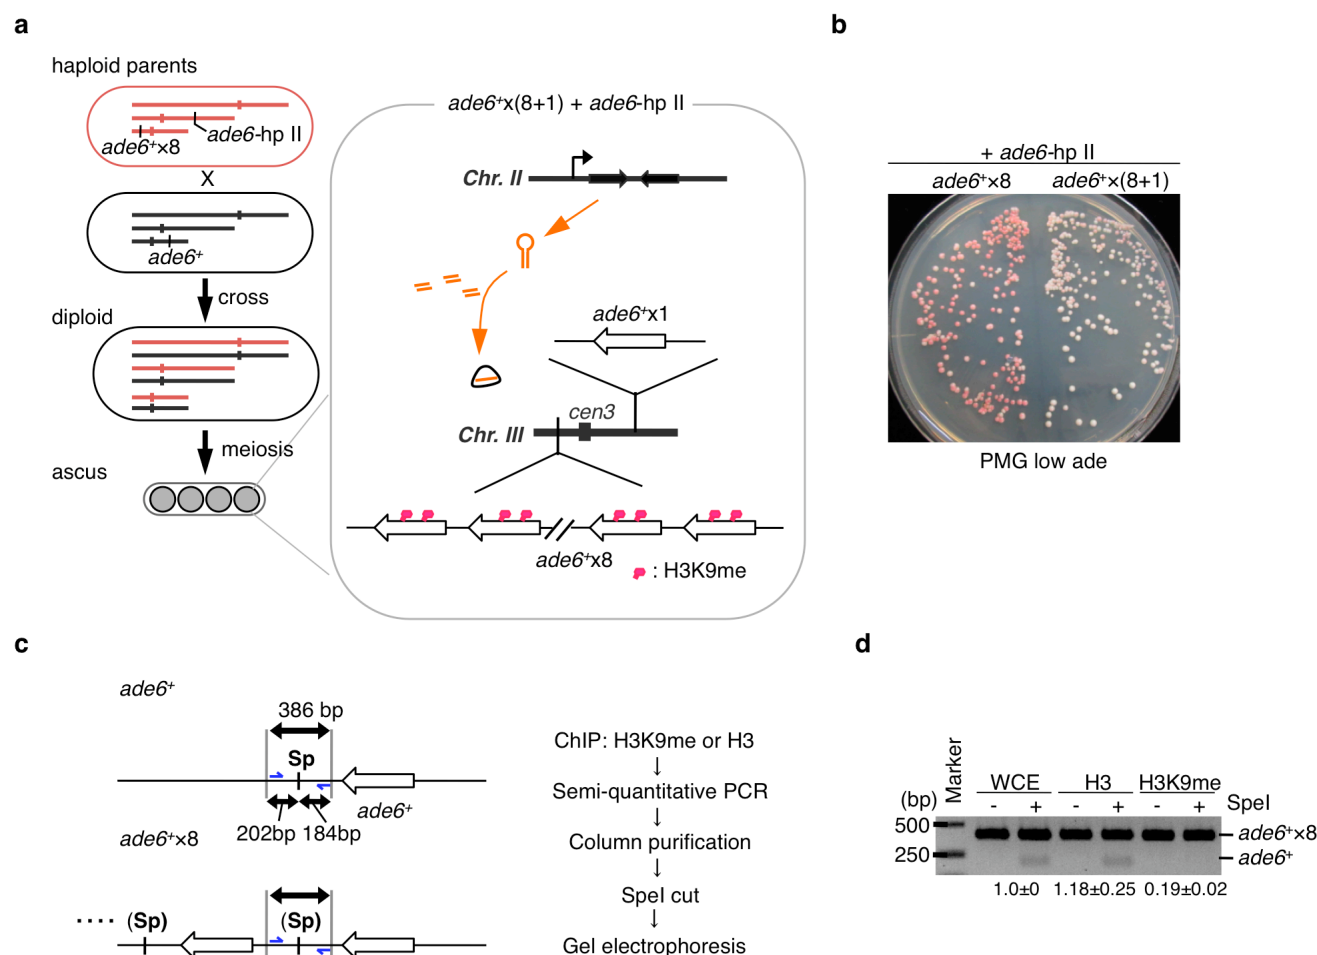 a
haploid parents
ade6-hp II
ade6+×8
X
ade6+
cross
diploid
meiosis
ascus
ade6+x(8+1) + ade6-hp II
Chr. II
ade6+x1
cen3
Chr. III
ade6+x8
: H3K9me
b
+ ade6-hp II
ade6+×8 ade6+×(8+1)
PMG low ade
c
ade6+
386 bp
Sp
ade6+
202bp 184bp
ade6+×8
(Sp) (Sp)
ChIP: H3K9me or H3
↓
Semi-quantitative PCR
↓
Column purification
↓
SpeI cut
↓
Gel electrophoresis
d
Marker
WCE H3 H3K9me
(bp) - + - + - + SpeI
500 ade6+×8
250 ade6+
1.0±0 1.18±0.25 0.19±0.02